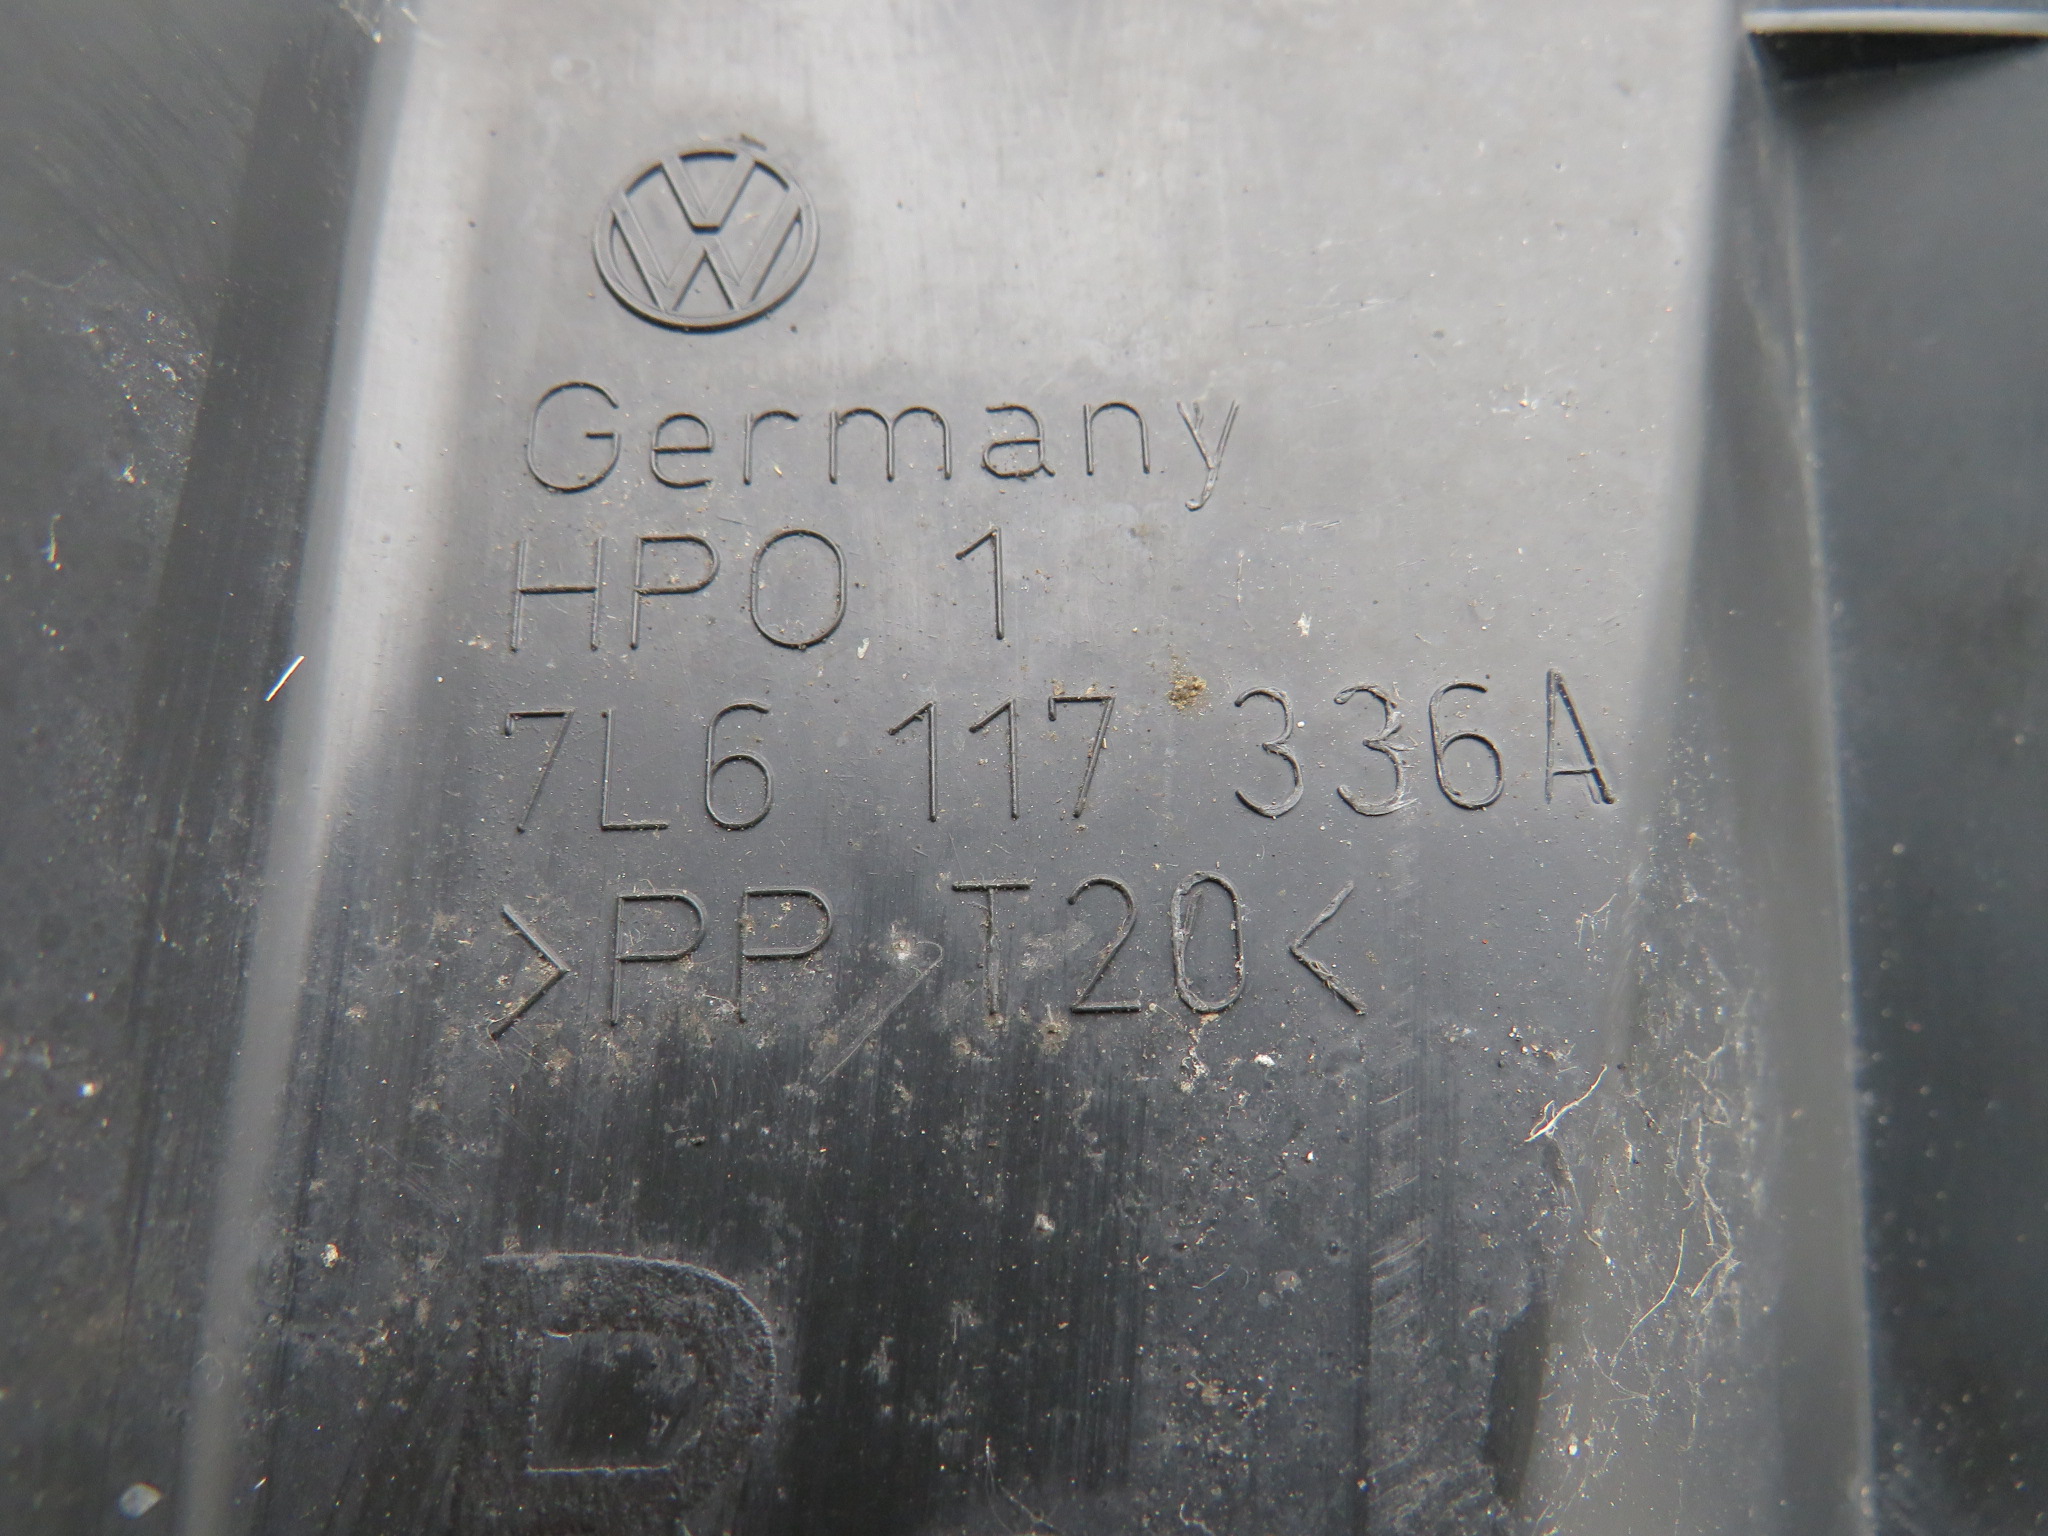 Germany
HPO 1
7L6 117 336A
>PP T20<
D